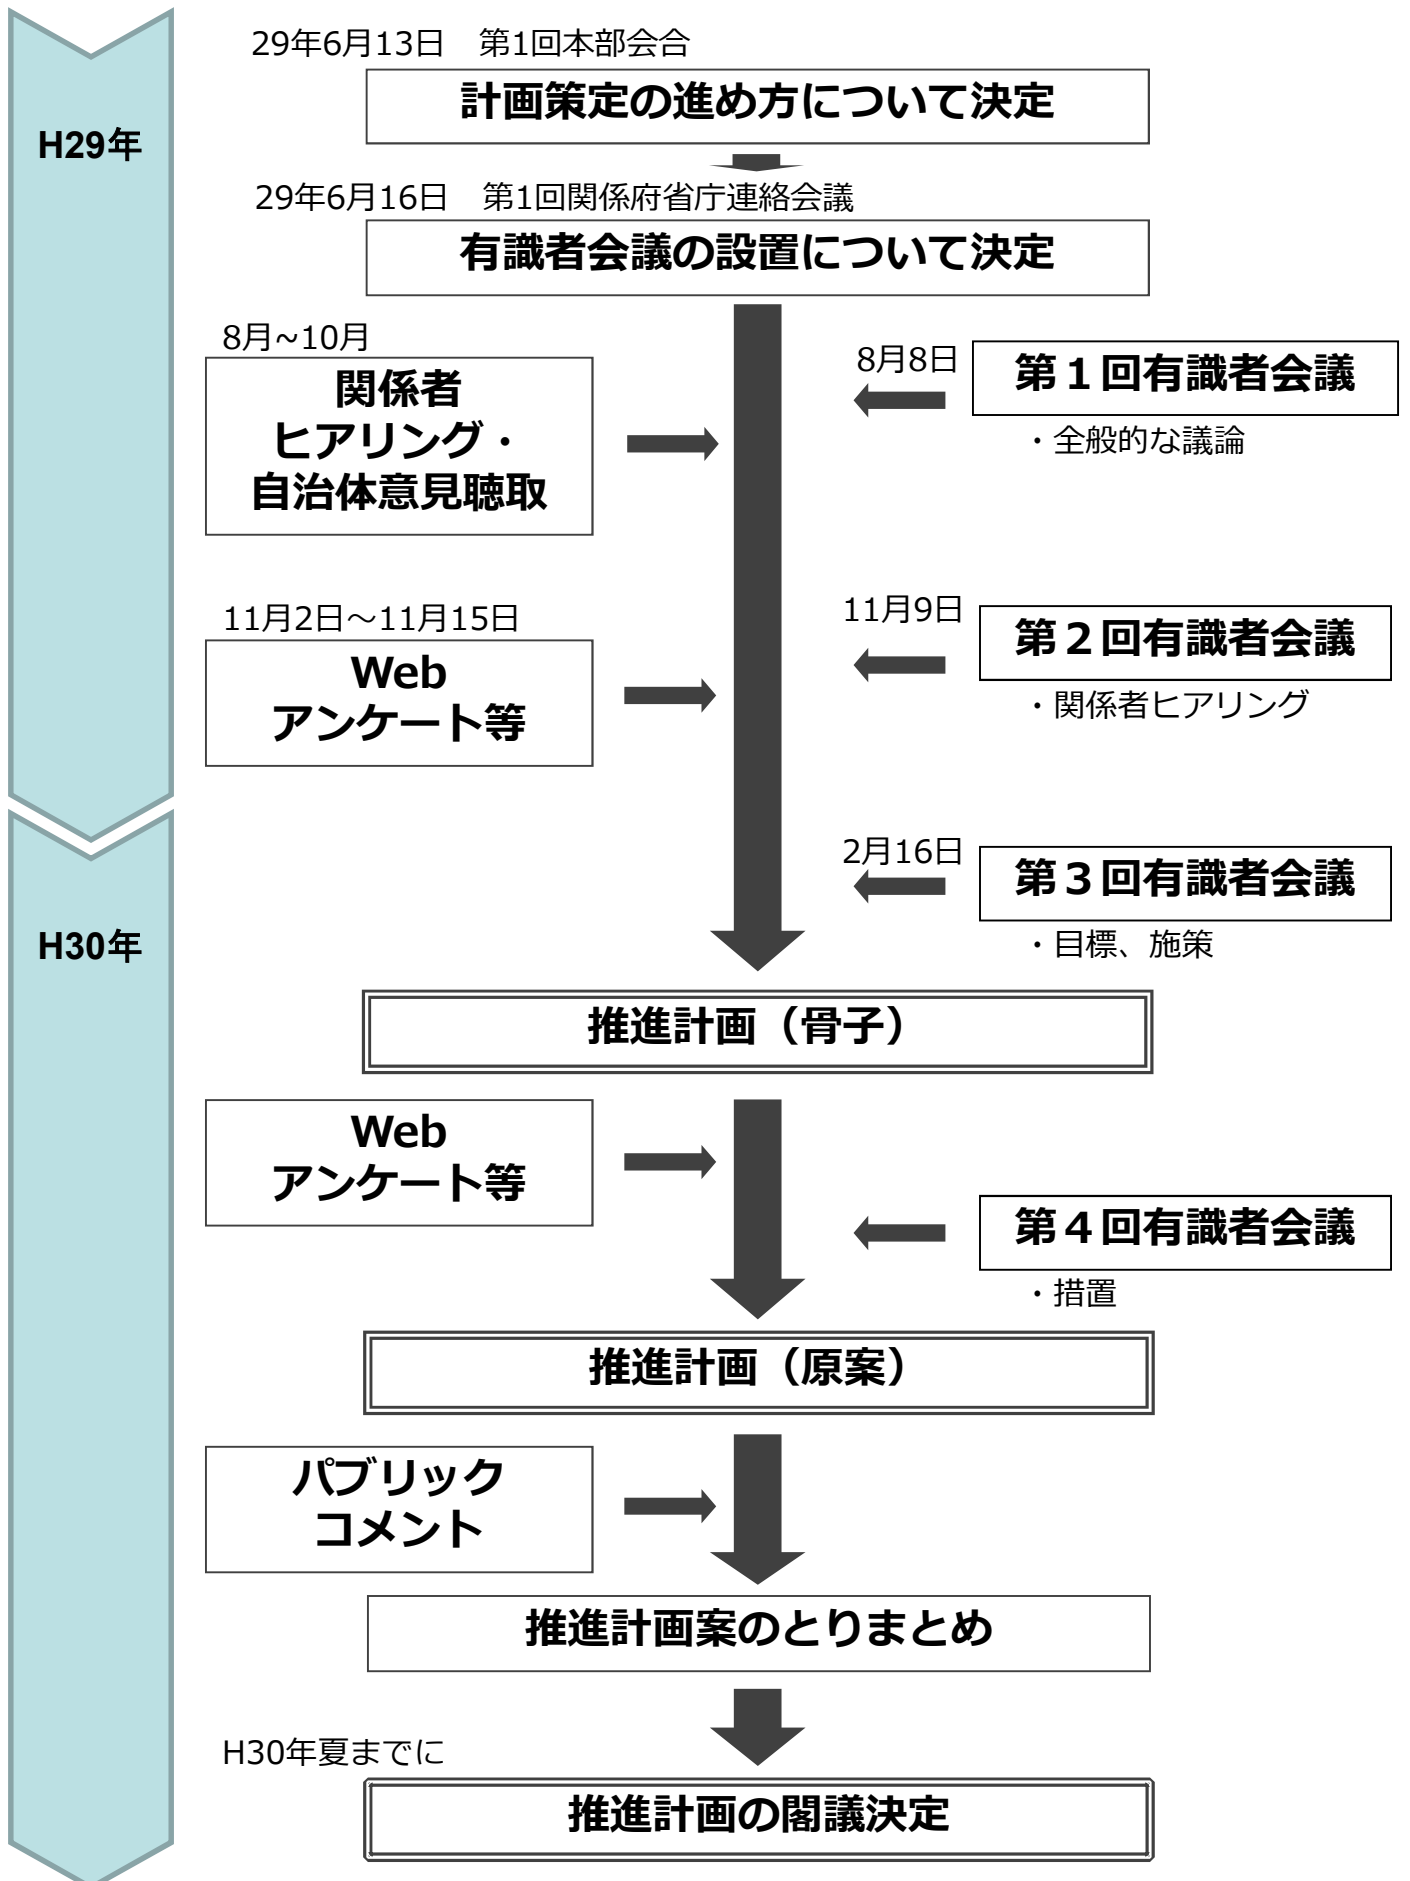 H29年
29年6月13日　第1回本部会合
計画策定の進め方について決定
29年6月16日　第1回関係府省庁連絡会議
有識者会議の設置について決定
8月~10月
関係者
ヒアリング・
自治体意見聴取
8月8日
第１回有識者会議
・全般的な議論
11月2日～11月15日
Web
アンケート等
11月9日
第２回有識者会議
・関係者ヒアリング
H30年
2月16日
第３回有識者会議
・目標、施策
推進計画（骨子）
Web
アンケート等
第４回有識者会議
・措置
推進計画（原案）
パブリック
コメント
推進計画案のとりまとめ
H30年夏までに
推進計画の閣議決定